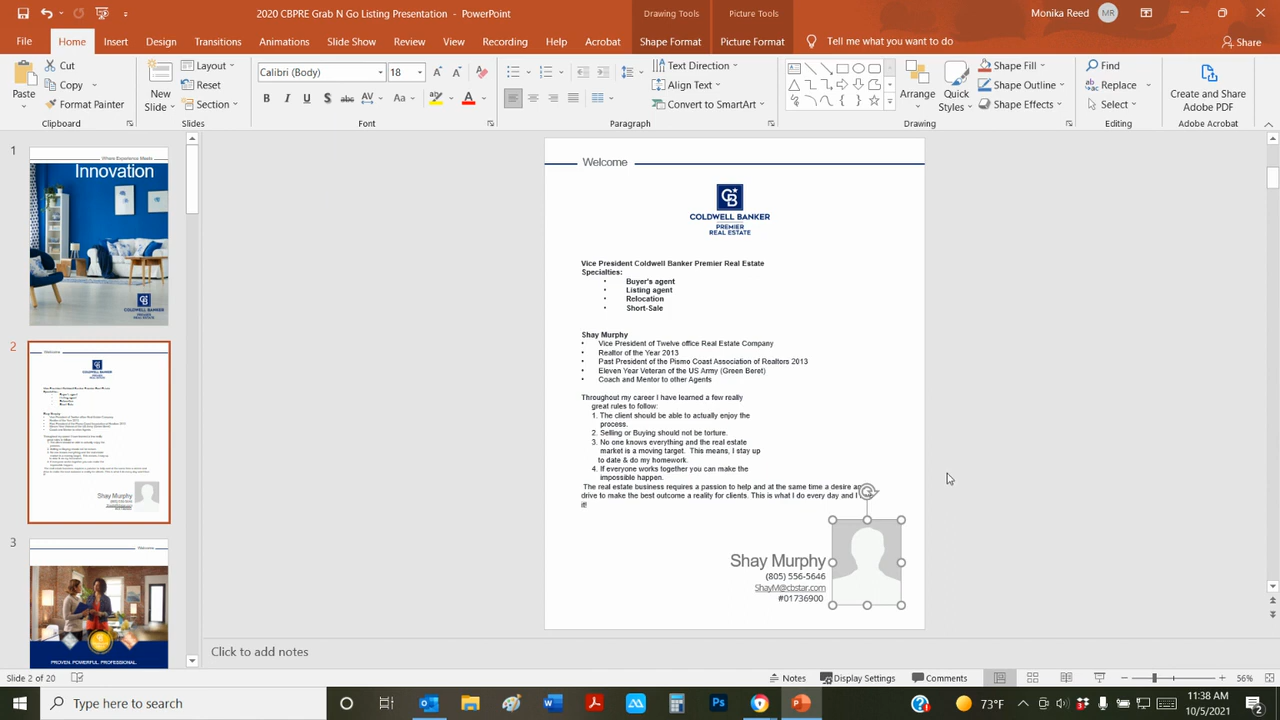 2020 CBPRE Grab N Go Listing Presentation - PowerPoint
Drawing Tools
Picture Tools
Monika Reed
MR
File
Home
Insert
Design
Transitions
Animations
Slide Show
Review
View
Recording
Help
Acrobat
Shape Format
Picture Format
Tell me what you want to do
Share
Paste
Cut
Copy
Format Painter
Clipboard
New Slide
Layout
Reset
Section
Slides
Calibri (Body)
18
Font
Text Direction
Align Text
Convert to SmartArt
Paragraph
Arrange
Quick Styles
Shape Fill
Shape Outline
Shape Effects
Drawing
Find
Replace
Select
Editing
Create and Share Adobe PDF
Adobe Acrobat
1
Where Experience Meets
Innovation
COLDWELL BANKER
2
Welcome
Shay Murphy
3
Welcome
PROVEN. POWERFUL. PROFESSIONAL.
Welcome
COLDWELL BANKER
PREMIER
REAL ESTATE
Vice President Coldwell Banker Premier Real Estate
Specialties:
• Buyer's agent
• Listing agent
• Relocation
• Short-Sale
Shay Murphy
• Vice President of Twelve office Real Estate Company
• Realtor of the Year 2013
• Past President of the Pismo Coast Association of Realtors 2013
• Eleven Year Veteran of the US Army (Green Beret)
• Coach and Mentor to other Agents
Throughout my career I have learned a few really
great rules to follow:
1. The client should be able to actually enjoy the
process.
2. Selling or Buying should not be torture.
3. No one knows everything and the real estate
market is a moving target. This means, I stay up
to date & do my homework.
4. If everyone works together you can make the
impossible happen.
The real estate business requires a passion to help and at the same time a desire
drive to make the best outcome a reality for clients. This is what I do every day and I
it!
Shay Murphy
(805) 556-5646
ShayM@cbstar.com
#01736900
Click to add notes
Slide 2 of 20
Notes
Display Settings
Comments
56%
Type here to search
73°F
11:38 AM
10/5/2021
2